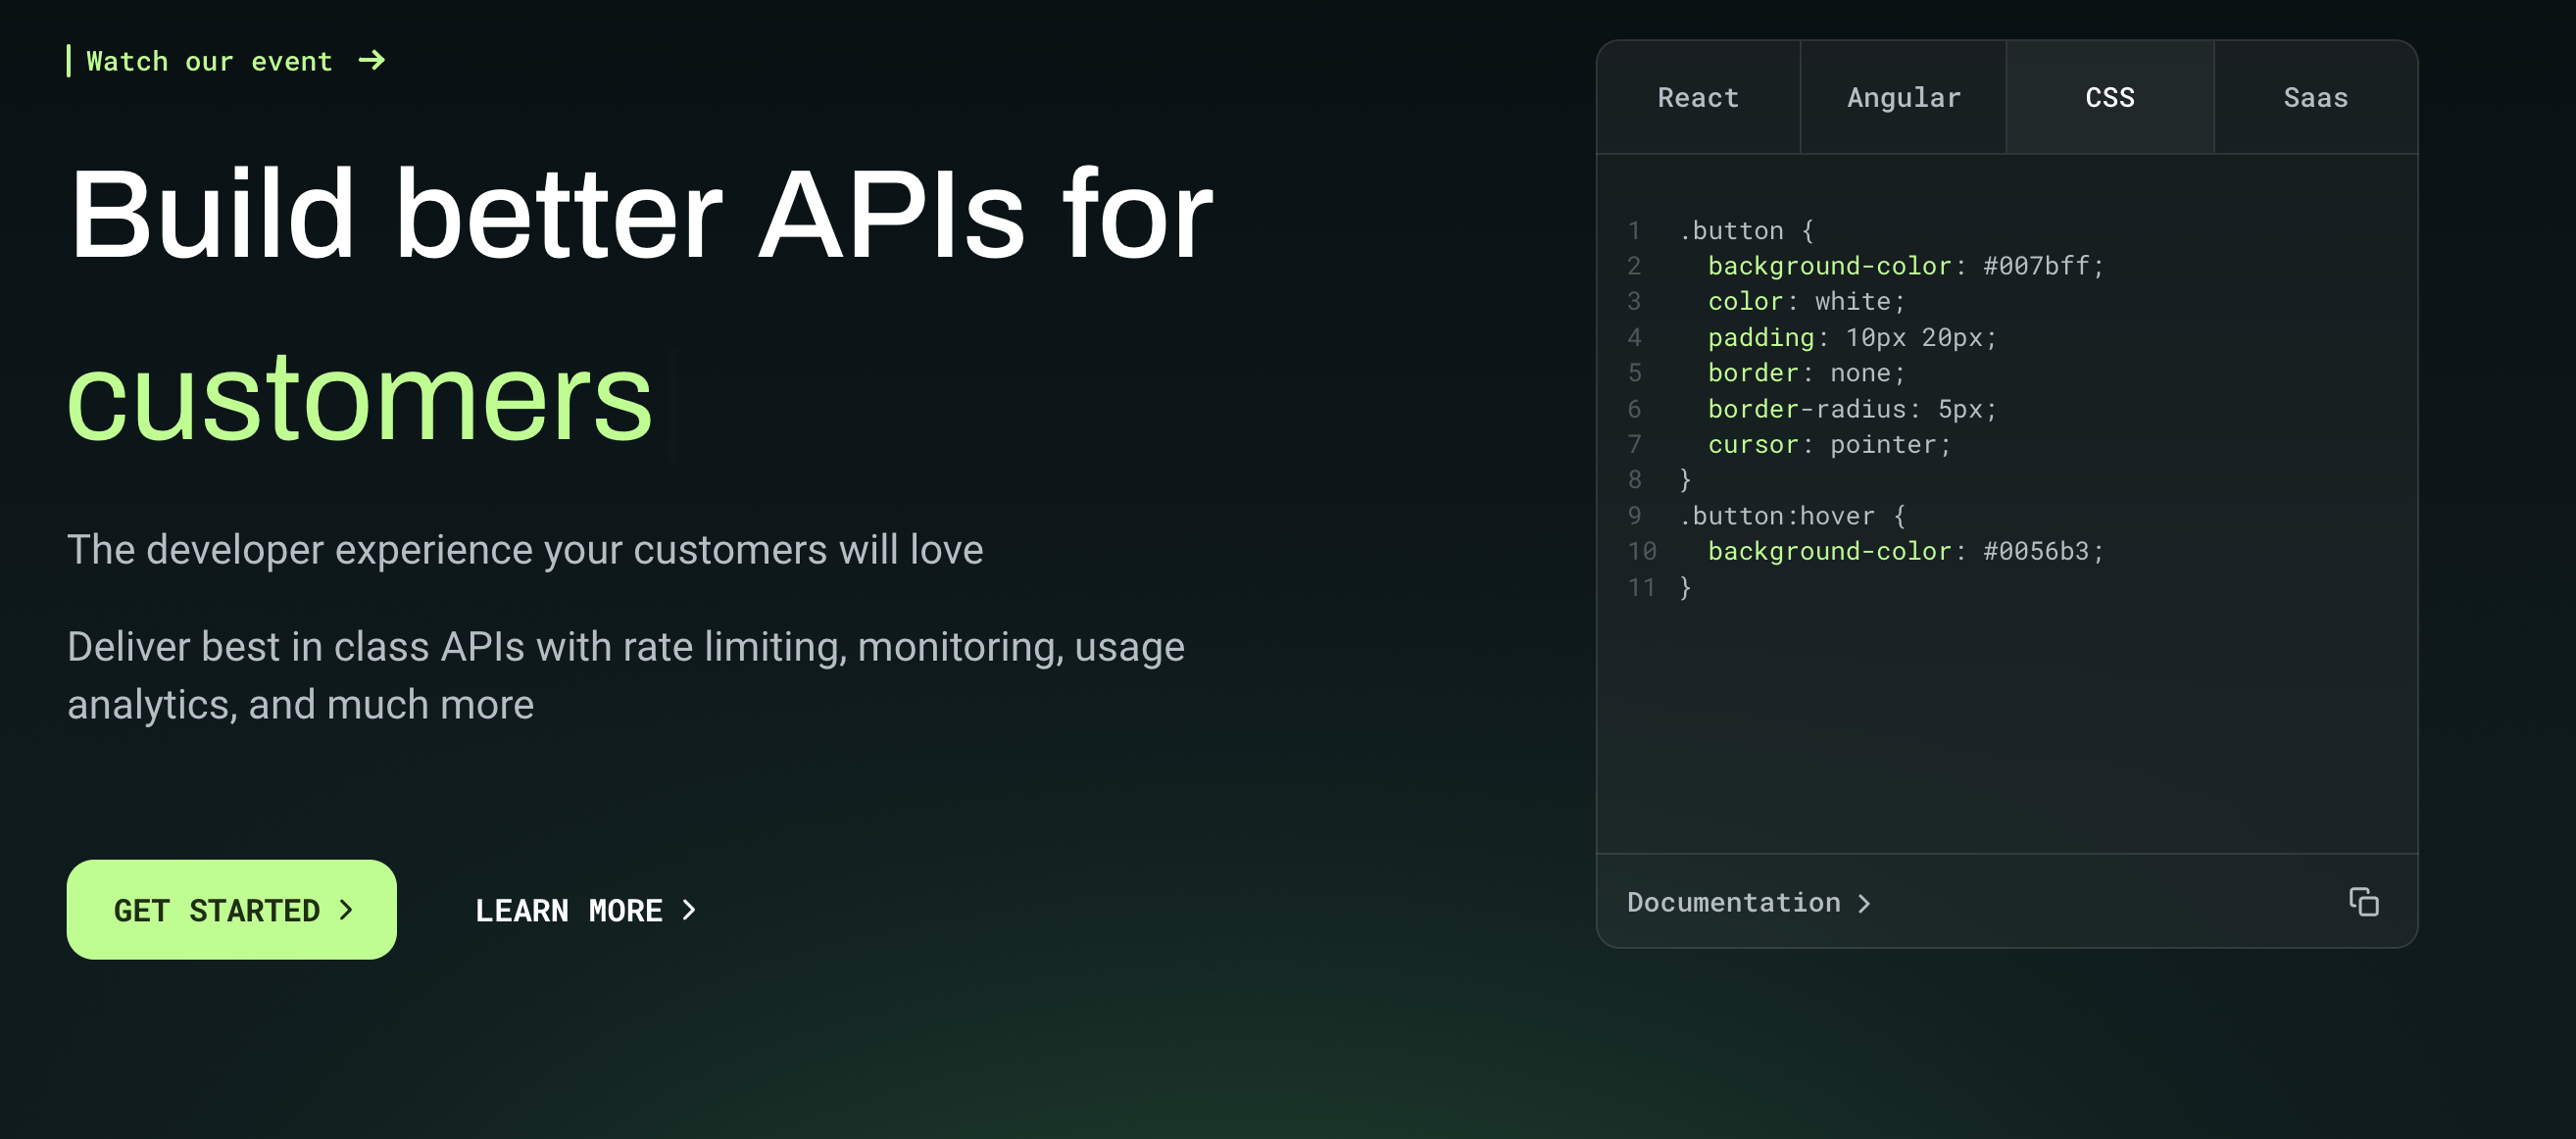 Watch our event →
Build better APIs for
customers
The developer experience your customers will love
Deliver best in class APIs with rate limiting, monitoring, usage
analytics, and much more
GET STARTED >
LEARN MORE >
React Angular CSS Saas
1 .button {
2   background-color: #007bff;
3   color: white;
4   padding: 10px 20px;
5   border: none;
6   border-radius: 5px;
7   cursor: pointer;
8 }
9 .button:hover {
10   background-color: #0056b3;
11 }
Documentation >